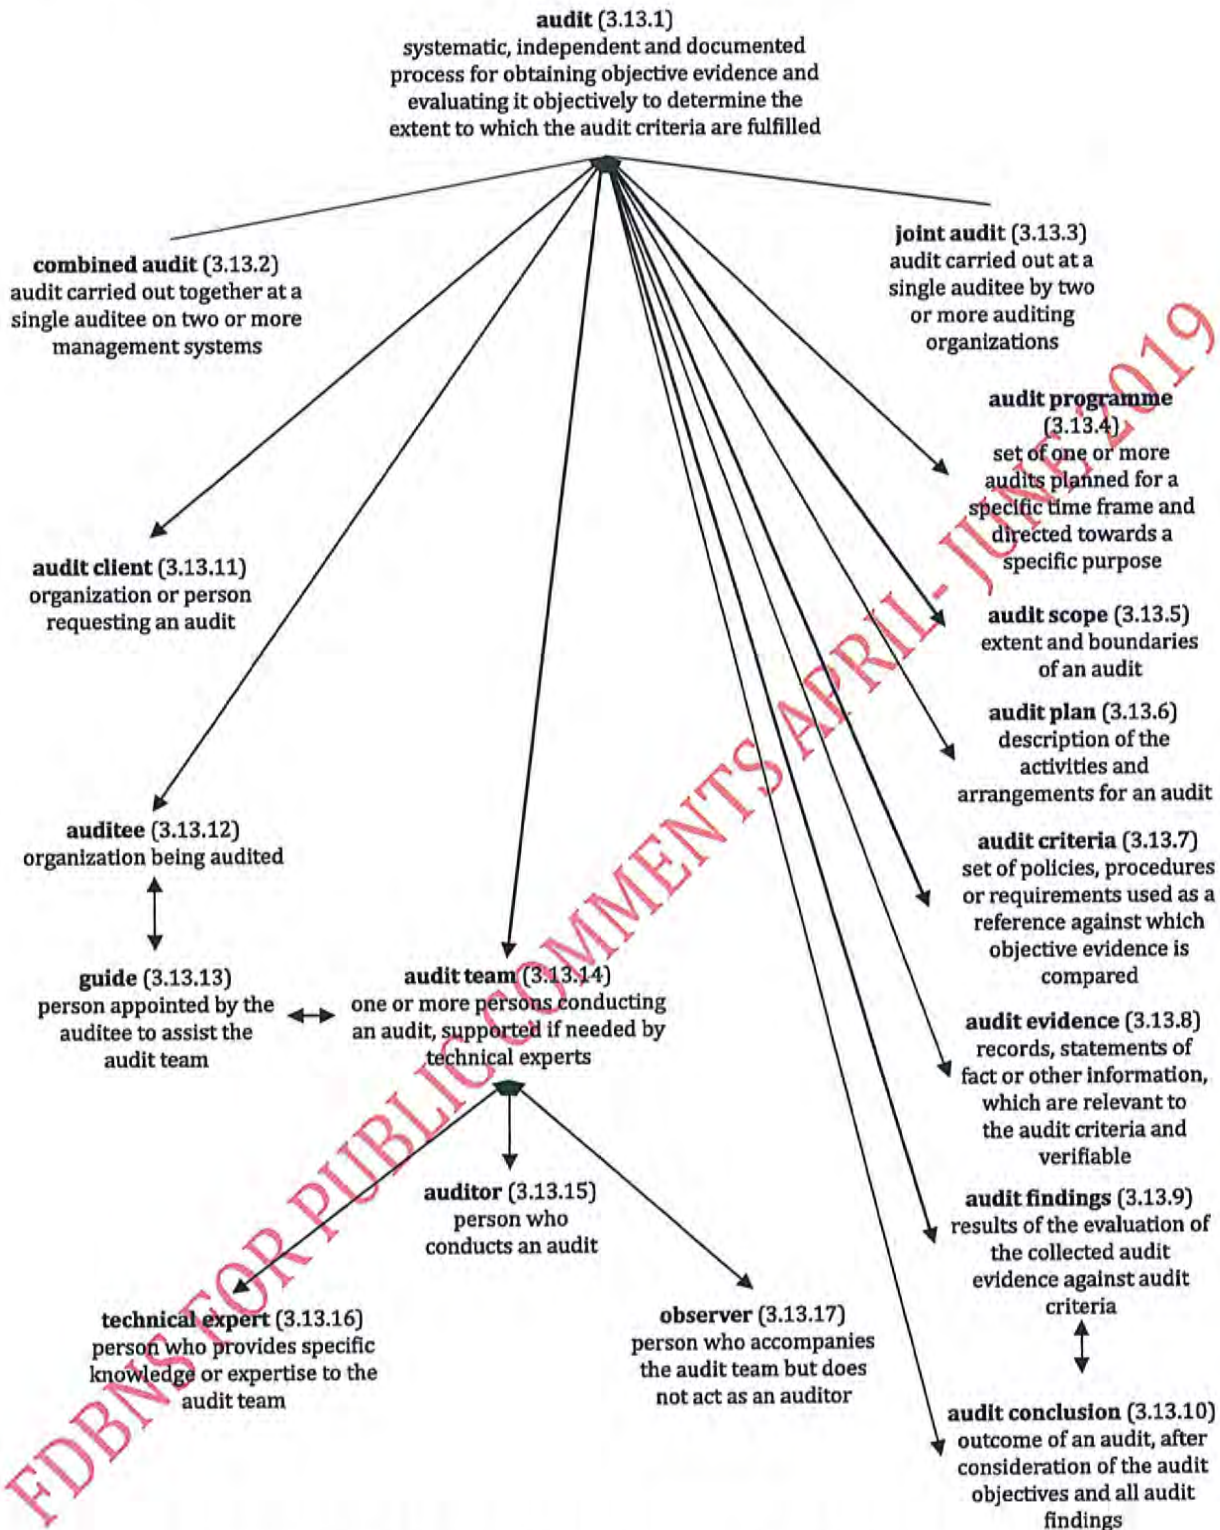 audit (3.13.1)
systematic, independent and documented
process for obtaining objective evidence and
evaluating it objectively to determine the
extent to which the audit criteria are fulfilled
combined audit (3.13.2)
audit carried out together at a
single auditee on two or more
management systems
joint audit (3.13.3)
audit carried out at a
single auditee by two
or more auditing
organizations
audit programme
(3.13.4)
set of one or more
audits planned for a
specific time frame and
directed towards a
specific purpose
audit client (3.13.11)
organization or person
requesting an audit
audit scope (3.13.5)
extent and boundaries
of an audit
audit plan (3.13.6)
description of the
activities and
arrangements for an audit
auditee (3.13.12)
organization being audited
audit criteria (3.13.7)
set of policies, procedures
or requirements used as a
reference against which
objective evidence is
compared
guide (3.13.13)
person appointed by the
auditee to assist the
audit team
audit team (3.13.14)
one or more persons conducting
an audit, supported if needed by
technical experts
audit evidence (3.13.8)
records, statements of
fact or other information,
which are relevant to
the audit criteria and
verifiable
auditor (3.13.15)
person who
conducts an audit
audit findings (3.13.9)
results of the evaluation of
the collected audit
evidence against audit
criteria
technical expert (3.13.16)
person who provides specific
knowledge or expertise to the
audit team
observer (3.13.17)
person who accompanies
the audit team but does
not act as an auditor
audit conclusion (3.13.10)
outcome of an audit, after
consideration of the audit
objectives and all audit
findings
FDBNS FOR PUBLIC COMMENTS APRIL - JUNE 2019